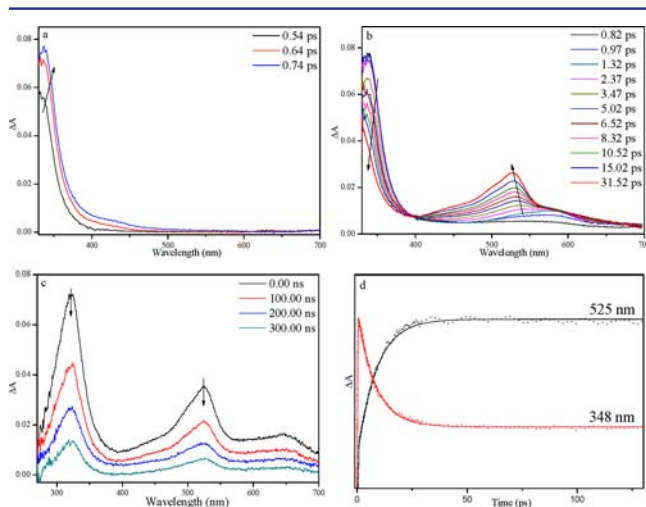 a
0.54 ps
0.64 ps
0.74 ps
0.08
0.06
0.04
0.02
0.00
ΔA
400 500 600 700
Wavelength (nm)
b
0.82 ps
0.97 ps
1.32 ps
2.37 ps
3.47 ps
5.02 ps
6.52 ps
8.32 ps
10.52 ps
15.02 ps
31.52 ps
0.08
0.06
0.04
0.02
0.00
ΔA
400 500 600 700
Wavelength (nm)
c
0.00 ns
100.00 ns
200.00 ns
300.00 ns
0.08
0.06
0.04
0.02
0.00
ΔA
300 400 500 600 700
Wavelength (nm)
d
525 nm
348 nm
ΔA
0 50 100
Time (ps)